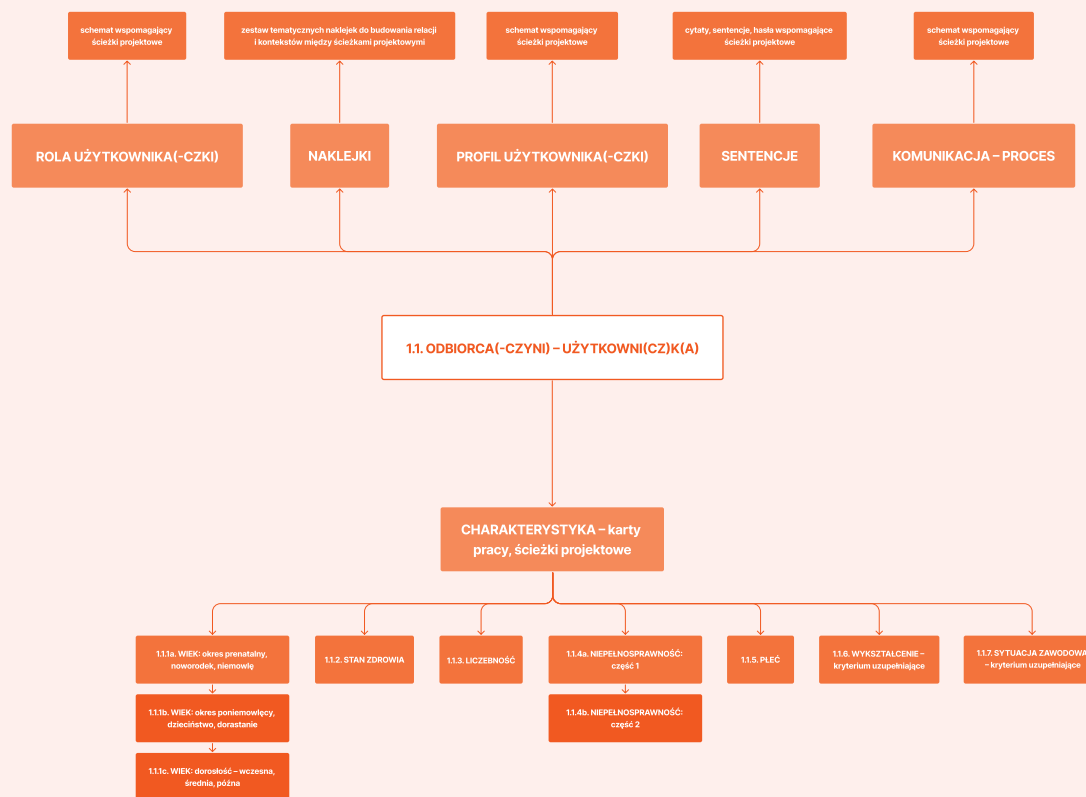 schemat wspomagający
ścieżki projektowe
zestaw tematycznych naklejek do budowania relacji
i kontekstów między ścieżkami projektowymi
schemat wspomagający
ścieżki projektowe
cytaty, sentencje, hasła wspomagające
ścieżki projektowe
schemat wspomagający
ścieżki projektowe
ROLA UŻYTKOWNIKA(-CZKI)
NAKLEJKI
PROFIL UŻYTKOWNIKA(-CZKI)
SENTENCJE
KOMUNIKACJA – PROCES
1.1. ODBIORCA(-CZYNI) – UŻYTKOWNI(CZ)K(A)
CHARAKTERYSTYKA – karty
pracy, ścieżki projektowe
1.1.1a. WIEK: okres prenatalny,
noworodek, niemowlę
1.1.2. STAN ZDROWIA
1.1.3. LICZEBNOŚĆ
1.1.4a. NIEPEŁNOSPRAWNOŚĆ:
część 1
1.1.5. PŁEĆ
1.1.6. WYKSZTAŁCENIE –
kryterium uzupełniające
1.1.7. SYTUACJA ZAWODOWA
– kryterium uzupełniające
1.1.1b. WIEK: okres poniemowlęcy,
dzieciństwo, dorastanie
1.1.4b. NIEPEŁNOSPRAWNOŚĆ:
część 2
1.1.1c. WIEK: dorosłość – wczesna,
średnia, późna